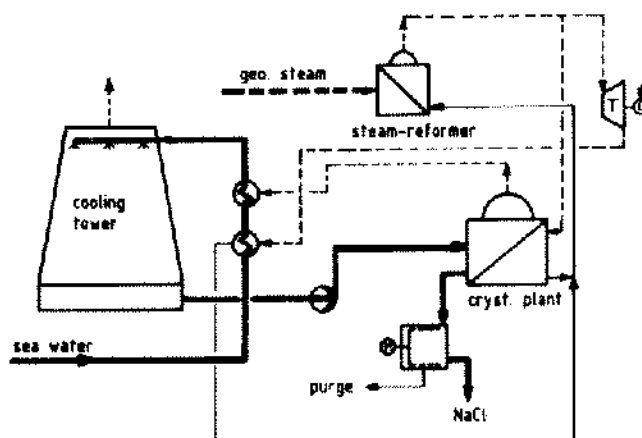 geo. steam
T
steam-reformer
cooling
tower
cryst. plant
sea water
purge
NaCl